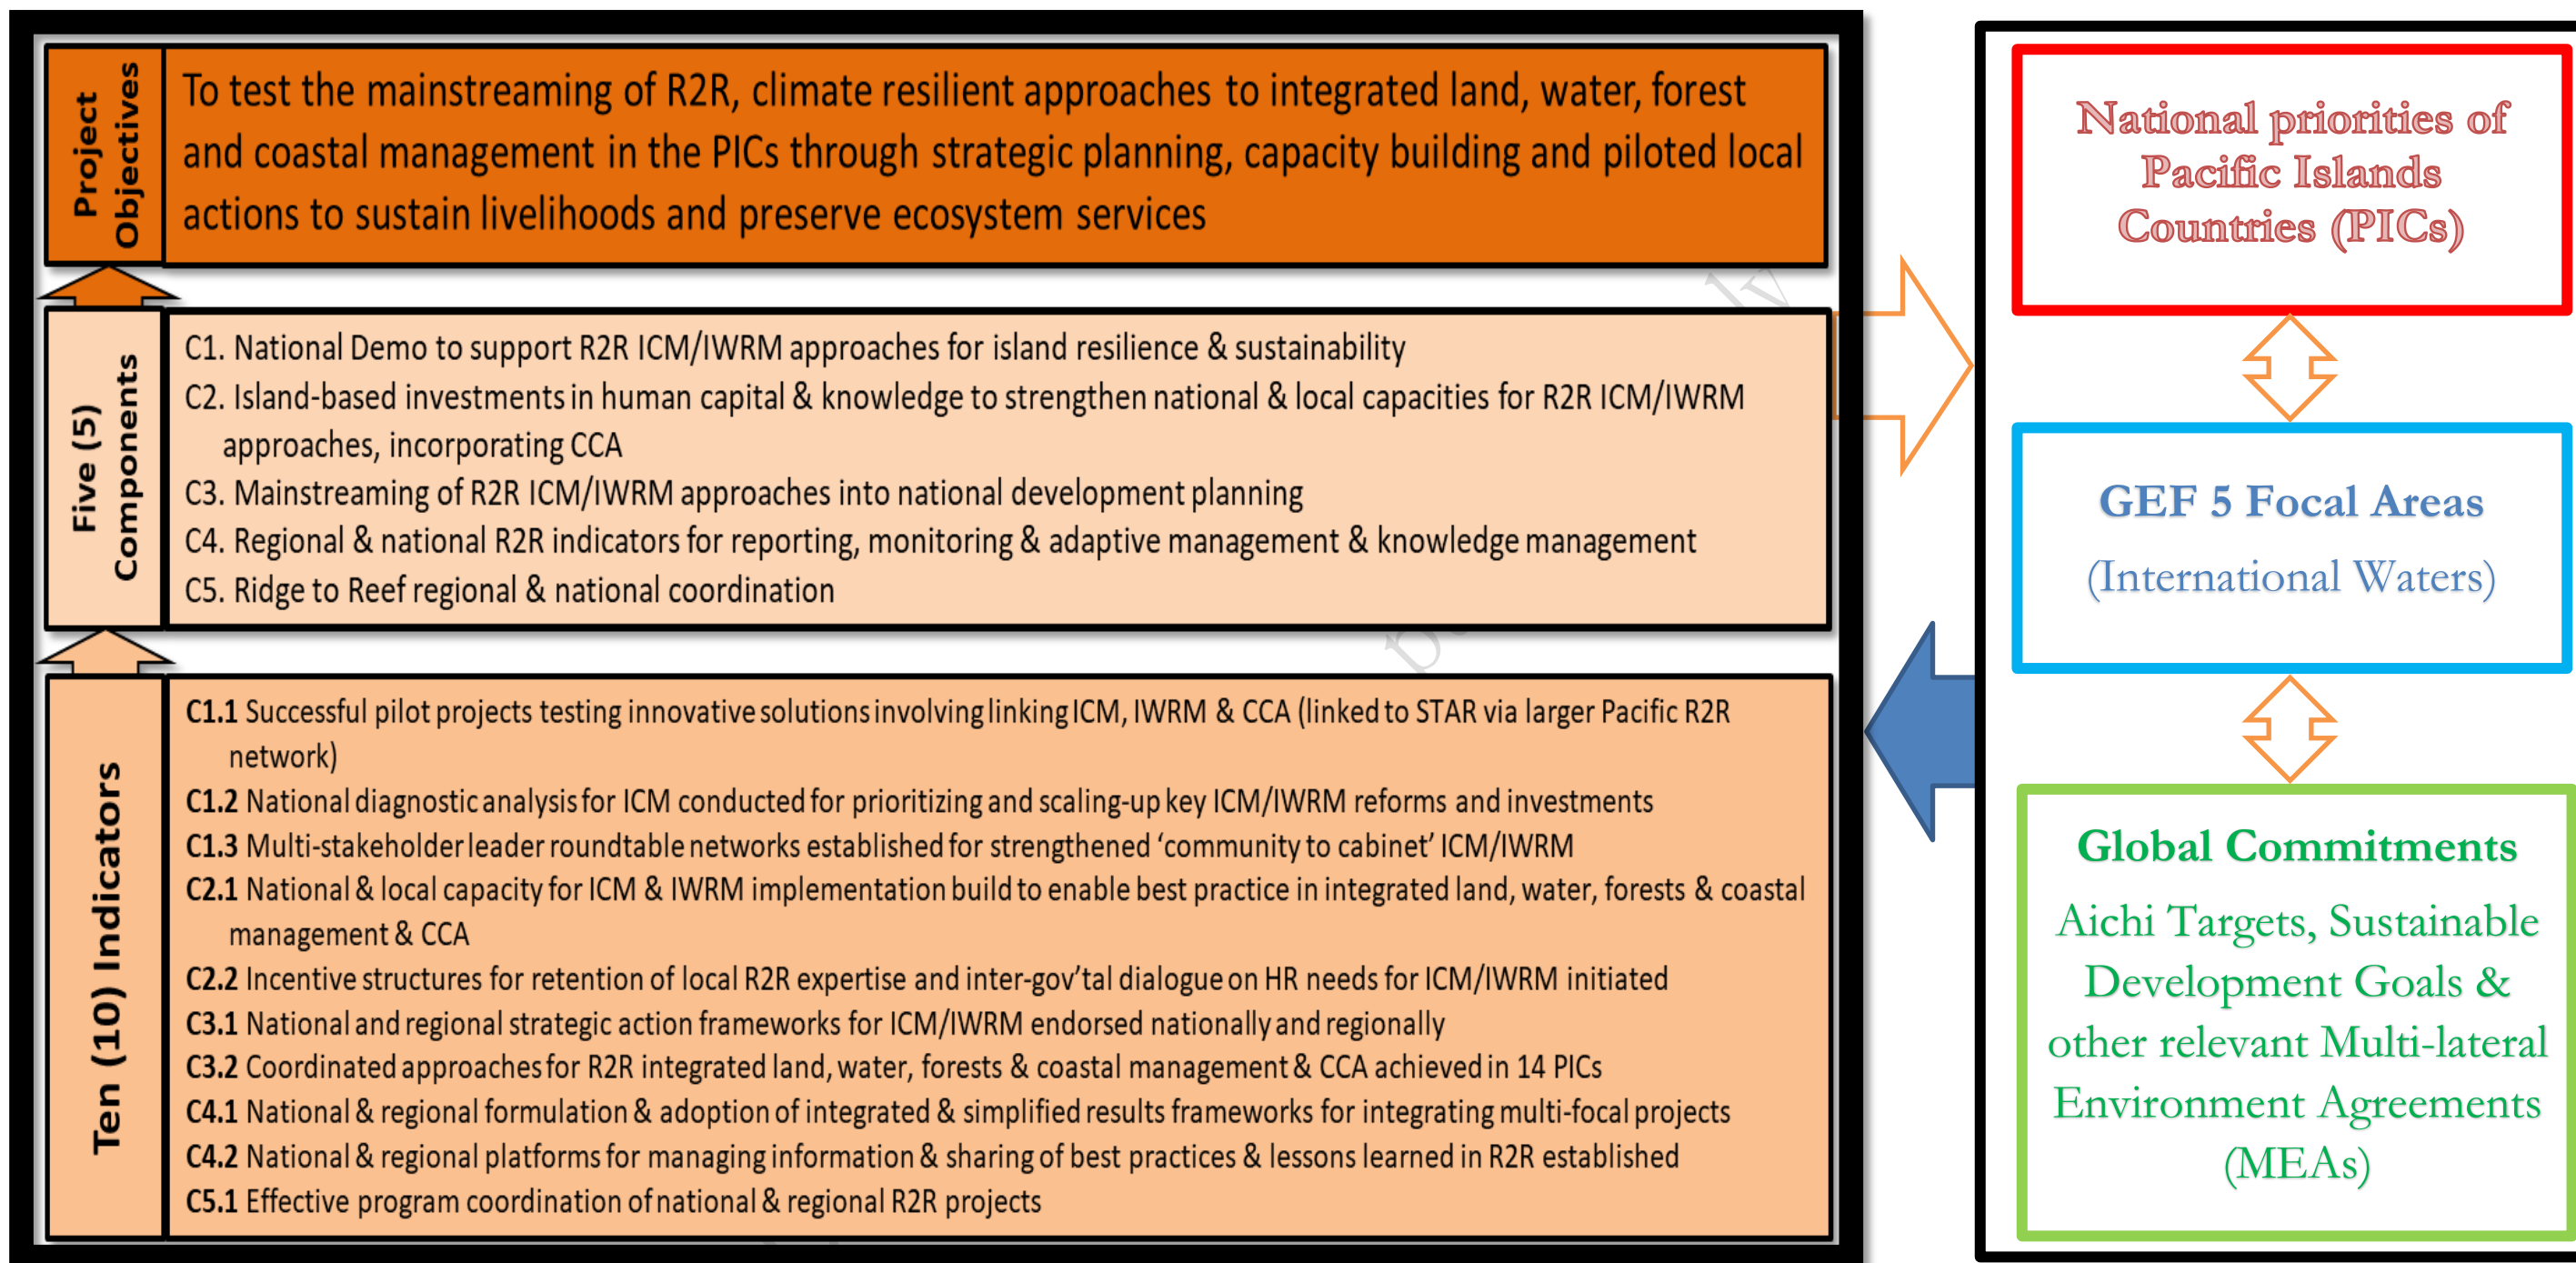 Project
Objectives
To test the mainstreaming of R2R, climate resilient approaches to integrated land, water, forest
and coastal management in the PICs through strategic planning, capacity building and piloted local
actions to sustain livelihoods and preserve ecosystem services
Five (5)
Components
C1. National Demo to support R2R ICM/IWRM approaches for island resilience & sustainability
C2. Island-based investments in human capital & knowledge to strengthen national & local capacities for R2R ICM/IWRM
approaches, incorporating CCA
C3. Mainstreaming of R2R ICM/IWRM approaches into national development planning
C4. Regional & national R2R indicators for reporting, monitoring & adaptive management & knowledge management
C5. Ridge to Reef regional & national coordination
Ten (10) Indicators
C1.1 Successful pilot projects testing innovative solutions involving linking ICM, IWRM & CCA (linked to STAR via larger Pacific R2R
network)
C1.2 National diagnostic analysis for ICM conducted for prioritizing and scaling-up key ICM/IWRM reforms and investments
C1.3 Multi-stakeholder leader roundtable networks established for strengthened ‘community to cabinet’ ICM/IWRM
C2.1 National & local capacity for ICM & IWRM implementation build to enable best practice in integrated land, water, forests & coastal
management & CCA
C2.2 Incentive structures for retention of local R2R expertise and inter-gov’tal dialogue on HR needs for ICM/IWRM initiated
C3.1 National and regional strategic action frameworks for ICM/IWRM endorsed nationally and regionally
C3.2 Coordinated approaches for R2R integrated land, water, forests & coastal management & CCA achieved in 14 PICs
C4.1 National & regional formulation & adoption of integrated & simplified results frameworks for integrating multi-focal projects
C4.2 National & regional platforms for managing information & sharing of best practices & lessons learned in R2R established
C5.1 Effective program coordination of national & regional R2R projects
National priorities of
Pacific Islands
Countries (PICs)
GEF 5 Focal Areas
(International Waters)
Global Commitments
Aichi Targets, Sustainable
Development Goals &
other relevant Multi-lateral
Environment Agreements
(MEAs)